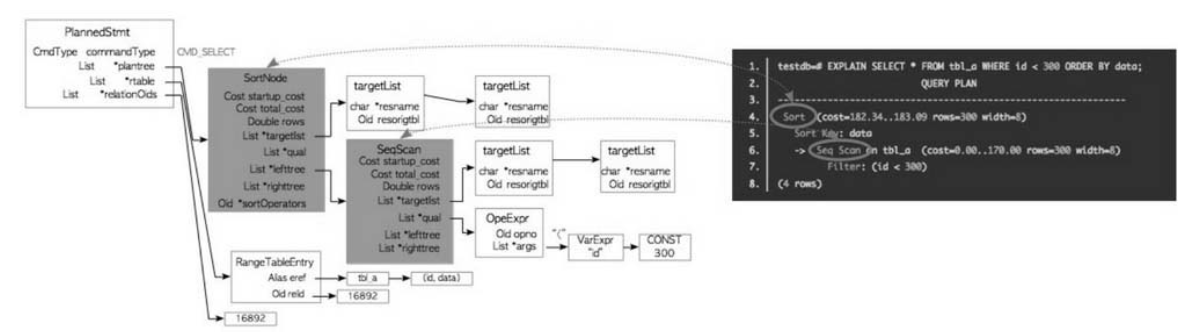 PlannedStmt
CmdType commandType
CMD_SELECT
List *plantree
List *rtable
List *relationOids
SortNode
Cost startup_cost
Cost total_cost
Double rows
List *targetlist
List *qual
List *lefttree
List *righttree
Oid *sortOperators
targetList
char *resname
Oid resorigtbl
targetList
char *resname
Oid resorigtbl
SeqScan
Cost startup_cost
Cost total_cost
Double rows
List *targetlist
List *qual
List *lefttree
List *righttree
targetList
char *resname
Oid resorigtbl
targetList
char *resname
Oid resorigtbl
OpeExpr
Oid opno
List *args
"("
VarExpr
"id"
CONST
300
RangeTableEntry
Alias eref
tbl_a
(id, data)
Oid reid
16892
16892
1. testdb=# EXPLAIN SELECT * FROM tbl_a WHERE id < 300 ORDER BY data;
2. QUERY PLAN
3. ---------------------------------------------------------------
4. Sort (cost=182.34..183.09 rows=300 width=8)
5. Sort Key: data
6. -> Seq Scan on tbl_a (cost=0.00..170.00 rows=300 width=8)
7. Filter: (id < 300)
8. (4 rows)